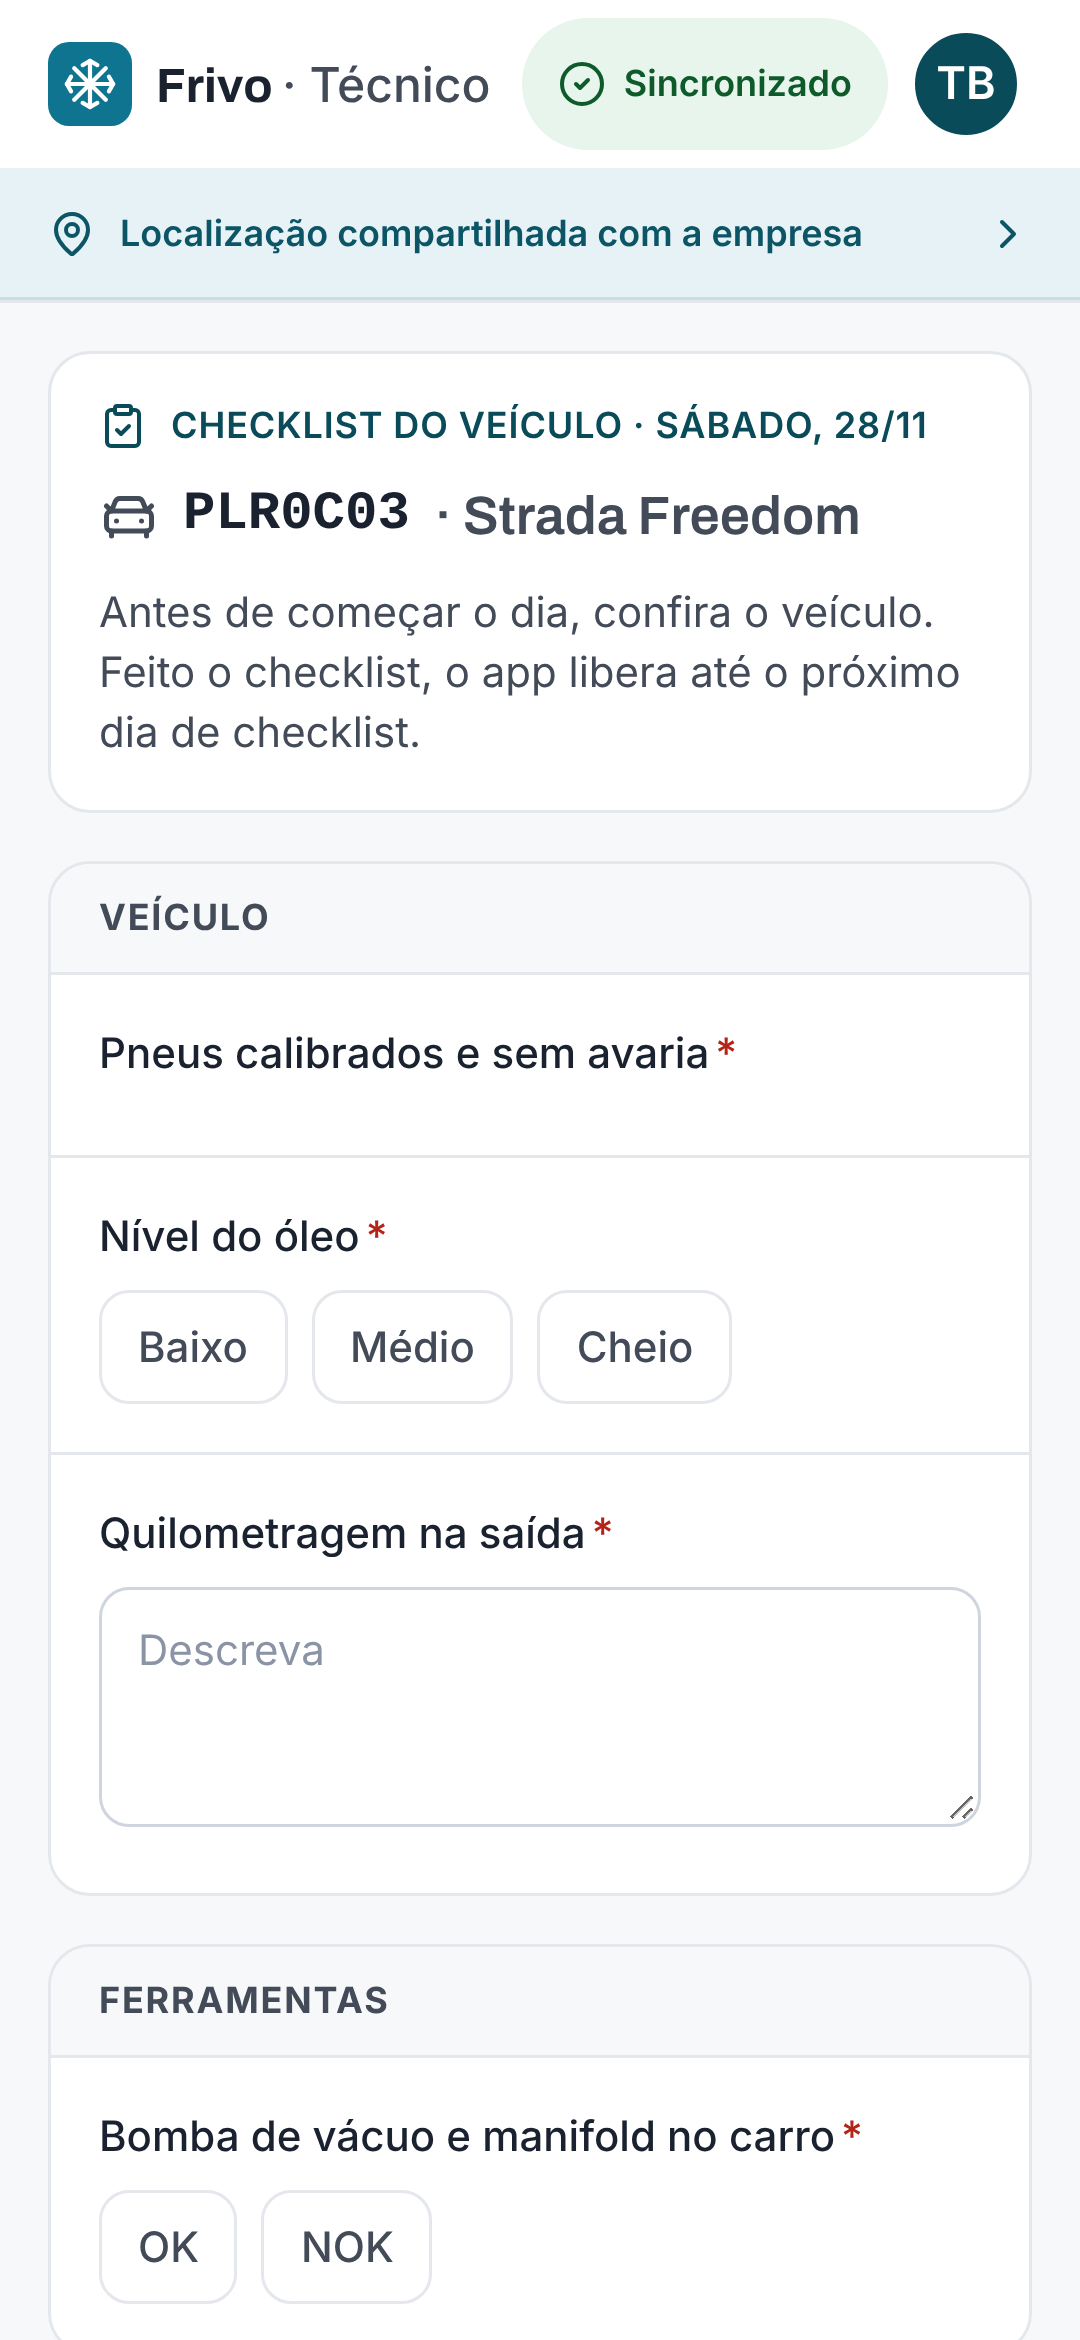 Frivo · Técnico
Sincronizado
TB
Localização compartilhada com a empresa
CHECKLIST DO VEÍCULO · SÁBADO, 28/11
PLR0C03 · Strada Freedom
Antes de começar o dia, confira o veículo.
Feito o checklist, o app libera até o próximo
dia de checklist.
VEÍCULO
Pneus calibrados e sem avaria *
Nível do óleo *
Baixo
Médio
Cheio
Quilometragem na saída *
Descreva
FERRAMENTAS
Bomba de vácuo e manifold no carro *
OK
NOK